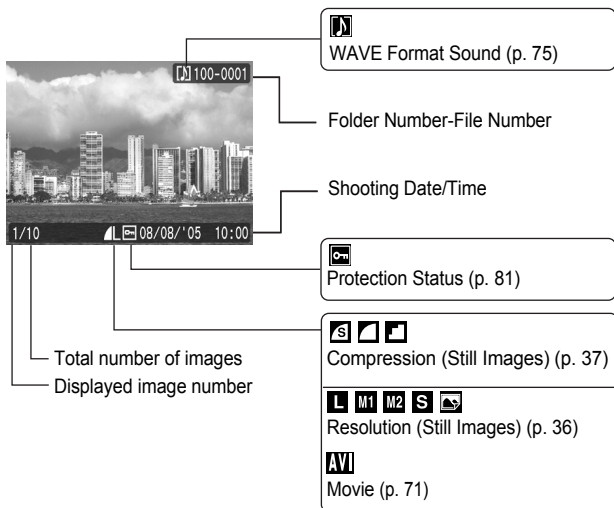 WAVE Format Sound (p. 75)
100-0001
Folder Number-File Number
Shooting Date/Time
1/10 L 08/08/'05 10:00
Protection Status (p. 81)
S
Compression (Still Images) (p. 37)
Total number of images
Displayed image number
L M1 M2 S
Resolution (Still Images) (p. 36)
AVI
Movie (p. 71)